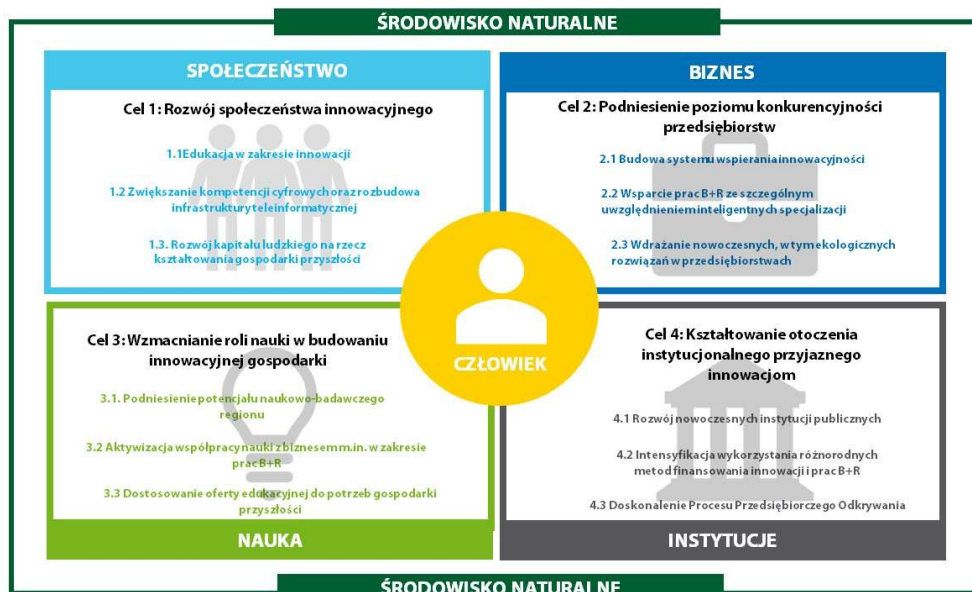 ŚRODOWISKO NATURALNE
SPOŁECZEŃSTWO
Cel 1: Rozwój społeczeństwa innowacyjnego
1.1 Edukacja w zakresie innowacji
1.2 Zwiększanie kompetencji cyfrowych oraz rozbudowa
infrastruktury teleinformatycznej
1.3. Rozwój kapitału ludzkiego na rzecz
kształtowania gospodarki przyszłości
BIZNES
Cel 2: Podniesienie poziomu konkurencyjności
przedsiębiorstw
2.1 Budowa systemu wspierania innowacyjności
2.2 Wsparcie prac B+R ze szczególnym
uwzględnieniem inteligentnych specjalizacji
2.3 Wdrażanie nowoczesnych, w tym ekologicznych
rozwiązań w przedsiębiorstwach
CZŁOWIEK
Cel 3: Wzmacnianie roli nauki w budowaniu
innowacyjnej gospodarki
3.1. Podniesienie potencjału naukowo-badawczego
regionu
3.2 Aktywizacja współpracy nauki z biznesem m.in. w zakresie
prac B+R
3.3 Dostosowanie oferty edukacyjnej do potrzeb gospodarki
przyszłości
NAUKA
Cel 4: Kształtowanie otoczenia
instytucjonalnego przyjaznego
innowacjom
4.1 Rozwój nowoczesnych instytucji publicznych
4.2 Intensyfikacja wykorzystania różnorodnych
metod finansowania innowacji i prac B+R
4.3 Doskonalenie Procesu Przedsiębiorczego Odkrywania
INSTYTUCJE
ŚRODOWISKO NATURALNE